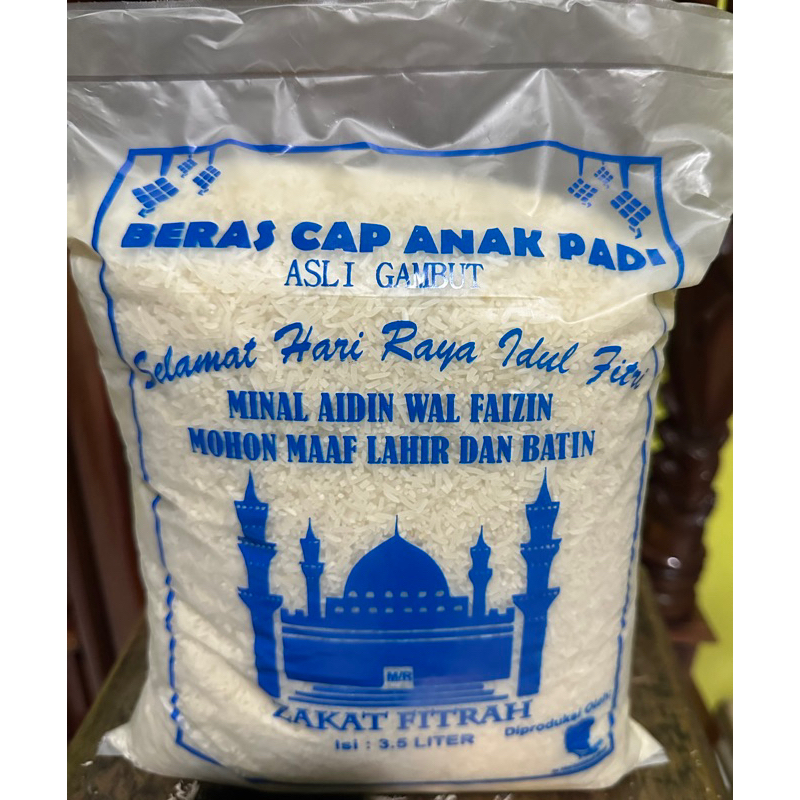 BERAS CAP ANAK PADI
ASLI GAMBUT
Selamat Hari Raya Idul Fitri
MINAL AIDIN WAL FAIZIN
MOHON MAAF LAHIR DAN BATIN
M/R
ZAKAT FITRAH
Isi : 3.5 LITER
Diproduksi Oleh: